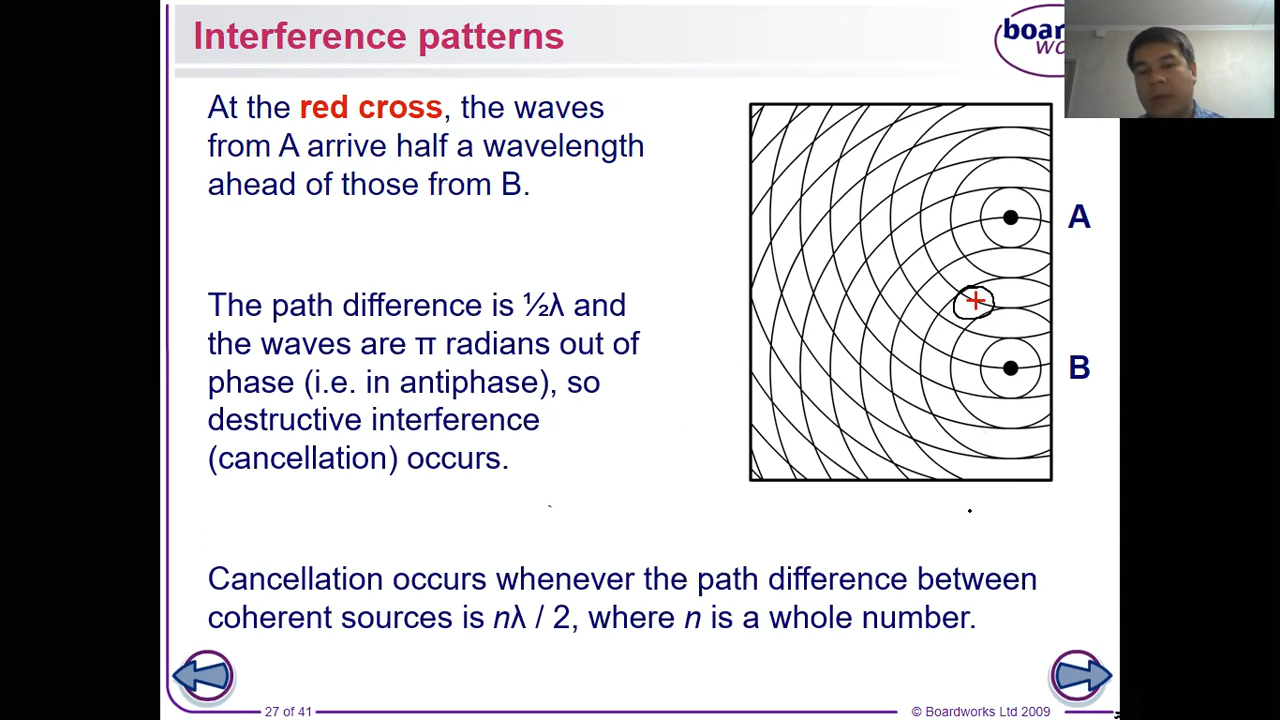 Interference patterns
boar
wo
At the red cross, the waves
from A arrive half a wavelength
ahead of those from B.
A
B
The path difference is ½λ and
the waves are π radians out of
phase (i.e. in antiphase), so
destructive interference
(cancellation) occurs.
Cancellation occurs whenever the path difference between
coherent sources is nλ / 2, where n is a whole number.
27 of 41
© Boardworks Ltd 2009